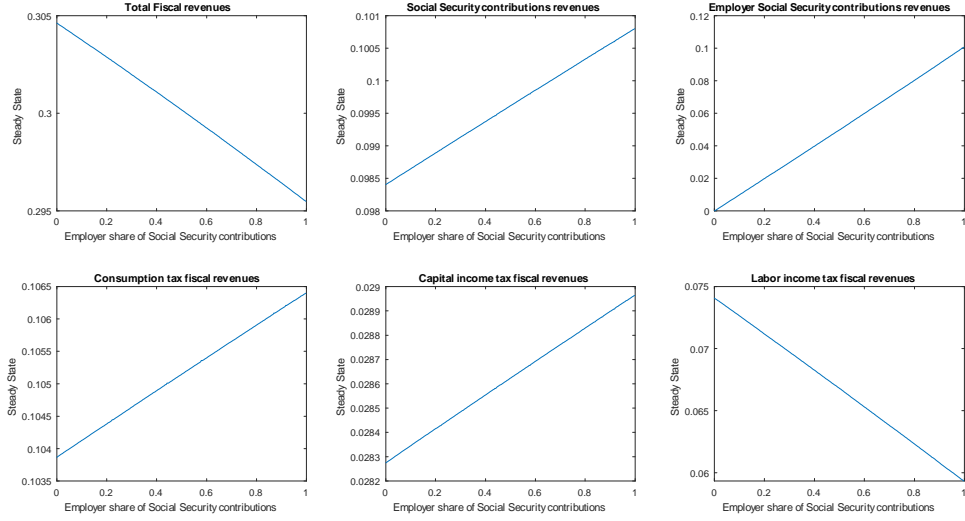 Total Fiscal revenues
0.305
0.3
0.295
Steady State
0 0.2 0.4 0.6 0.8 1
Employer share of Social Security contributions
Social Security contributions revenues
0.101
0.1005
0.1
0.0995
0.099
0.0985
0.098
Steady State
0 0.2 0.4 0.6 0.8 1
Employer share of Social Security contributions
Employer Social Security contributions revenues
0.12
0.1
0.08
0.06
0.04
0.02
0
Steady State
0 0.2 0.4 0.6 0.8 1
Employer share of Social Security contributions
Consumption tax fiscal revenues
0.1065
0.106
0.1055
0.105
0.1045
0.104
0.1035
Steady State
0 0.2 0.4 0.6 0.8 1
Employer share of Social Security contributions
Capital income tax fiscal revenues
0.029
0.0289
0.0288
0.0287
0.0286
0.0285
0.0284
0.0283
0.0282
Steady State
0 0.2 0.4 0.6 0.8 1
Employer share of Social Security contributions
Labor income tax fiscal revenues
0.075
0.07
0.065
0.06
Steady State
0 0.2 0.4 0.6 0.8 1
Employer share of Social Security contributions